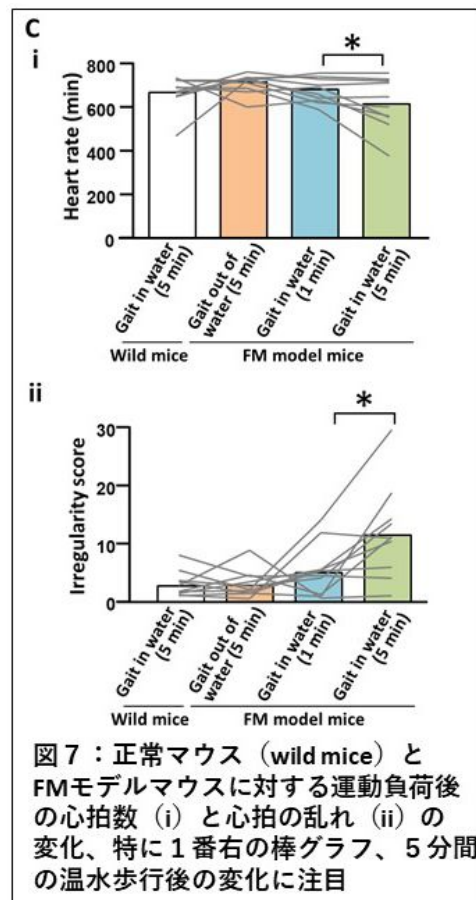 C
i
*
Heart rate (min)
800
600
400
200
0
Gait in water
(5 min)
Gait out of
water (5 min)
Gait in water
(1 min)
Gait in water
(5 min)
Wild mice
FM model mice
ii
*
Irregularity score
30
20
10
0
Gait in water
(5 min)
Gait out of
water (5 min)
Gait in water
(1 min)
Gait in water
(5 min)
Wild mice
FM model mice
図７：正常マウス（wild mice）と
FMモデルマウスに対する運動負荷後
の心拍数（i）と心拍の乱れ（ii）の
変化、特に１番右の棒グラフ、５分間
の温水歩行後の変化に注目